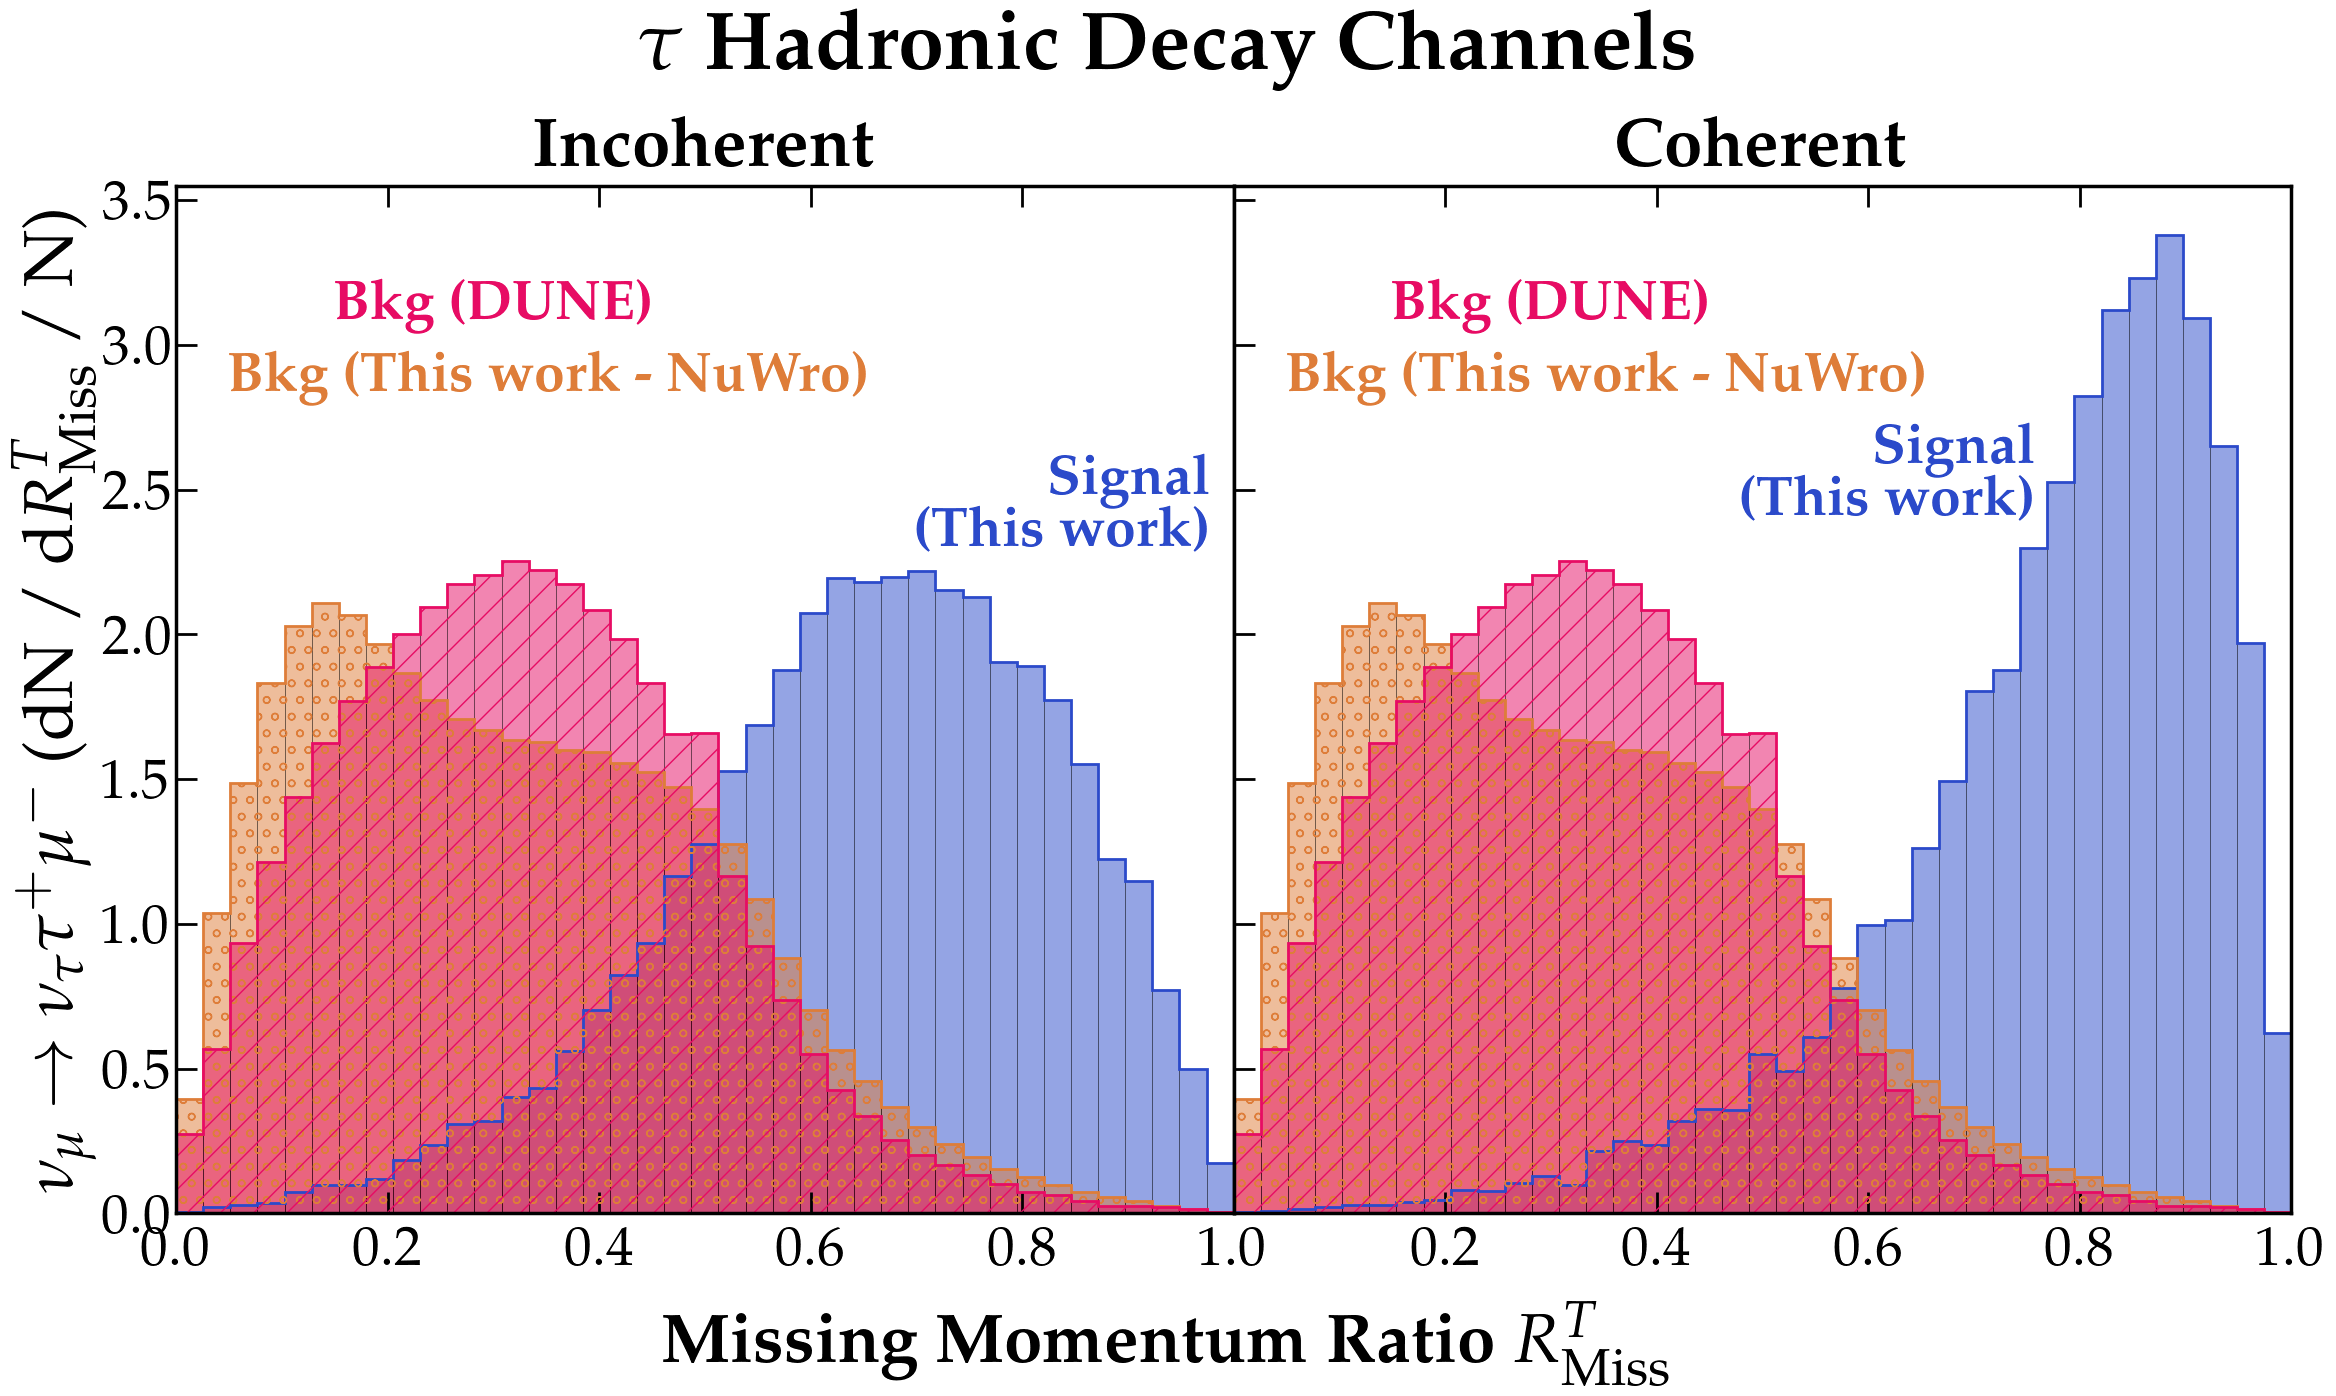 τ Hadronic Decay Channels
Incoherent
Coherent
ν_μ → ν_τ τ⁺ μ⁻ (dN / dR^T_Miss / N)
3.5
3.0
2.5
2.0
1.5
1.0
0.5
0.0
Bkg (DUNE)
Bkg (This work - NuWro)
Signal
(This work)
Bkg (DUNE)
Bkg (This work - NuWro)
Signal
(This work)
0.0 0.2 0.4 0.6 0.8 1.0 0.2 0.4 0.6 0.8 1.0
Missing Momentum Ratio R^T_Miss